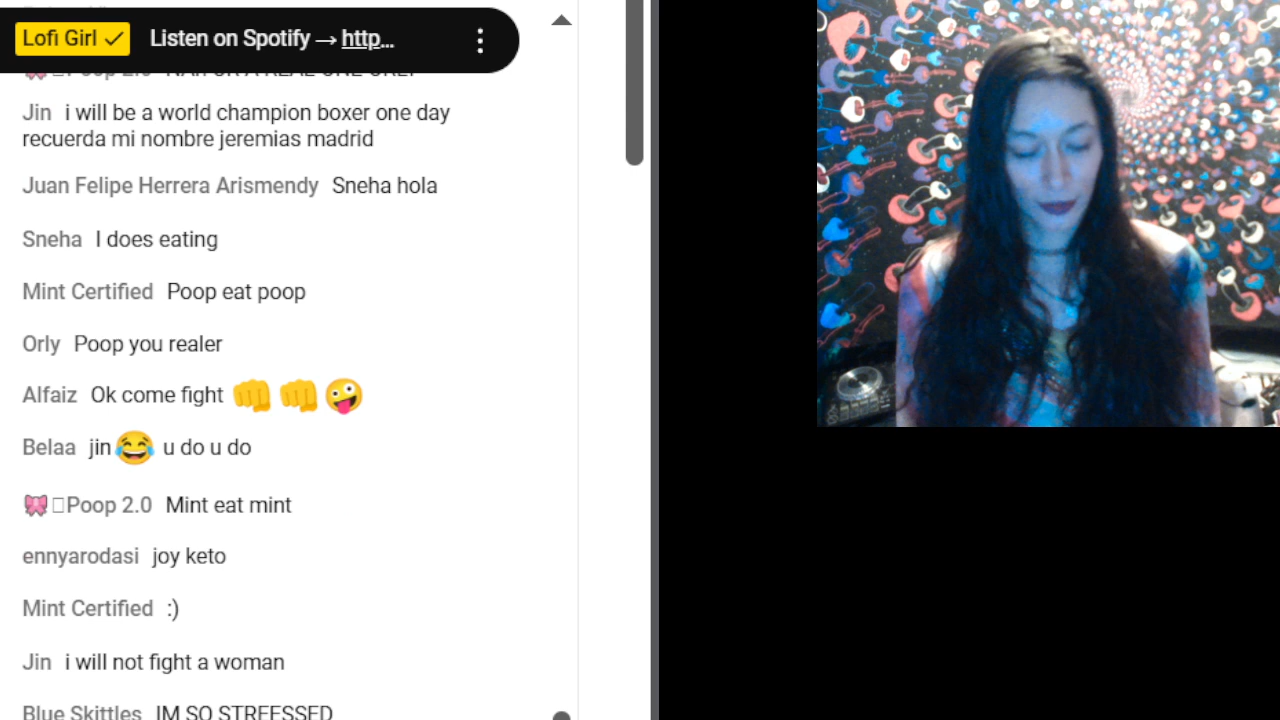 Lofi Girl Listen on Spotify → http...
Jin i will be a world champion boxer one day
recuerda mi nombre jeremias madrid
Juan Felipe Herrera Arismendy Sneha hola
Sneha I does eating
Mint Certified Poop eat poop
Orly Poop you realer
Alfaiz Ok come fight 👊 👊 🤪
Belaa jin😂 u do u do
🎀 Poop 2.0 Mint eat mint
ennyarodasi joy keto
Mint Certified :)
Jin i will not fight a woman
Blue Skittles IM SO STREESSED